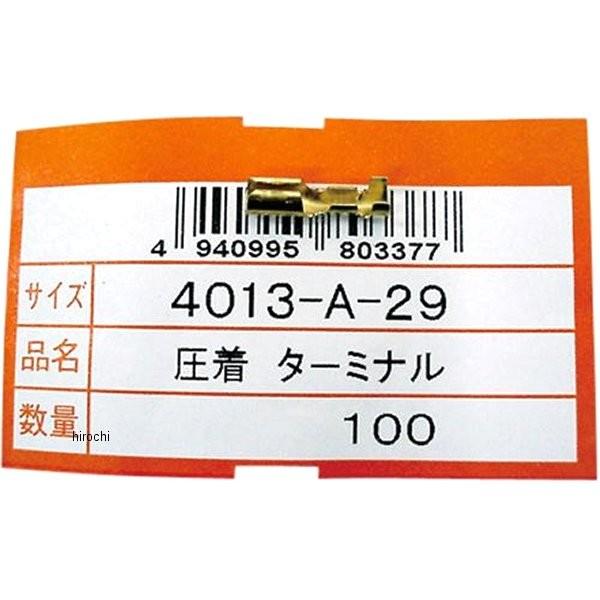 4 940995 803377
サイズ 4013-A-29
品名 圧着 ターミナル
数量 100
hirochi